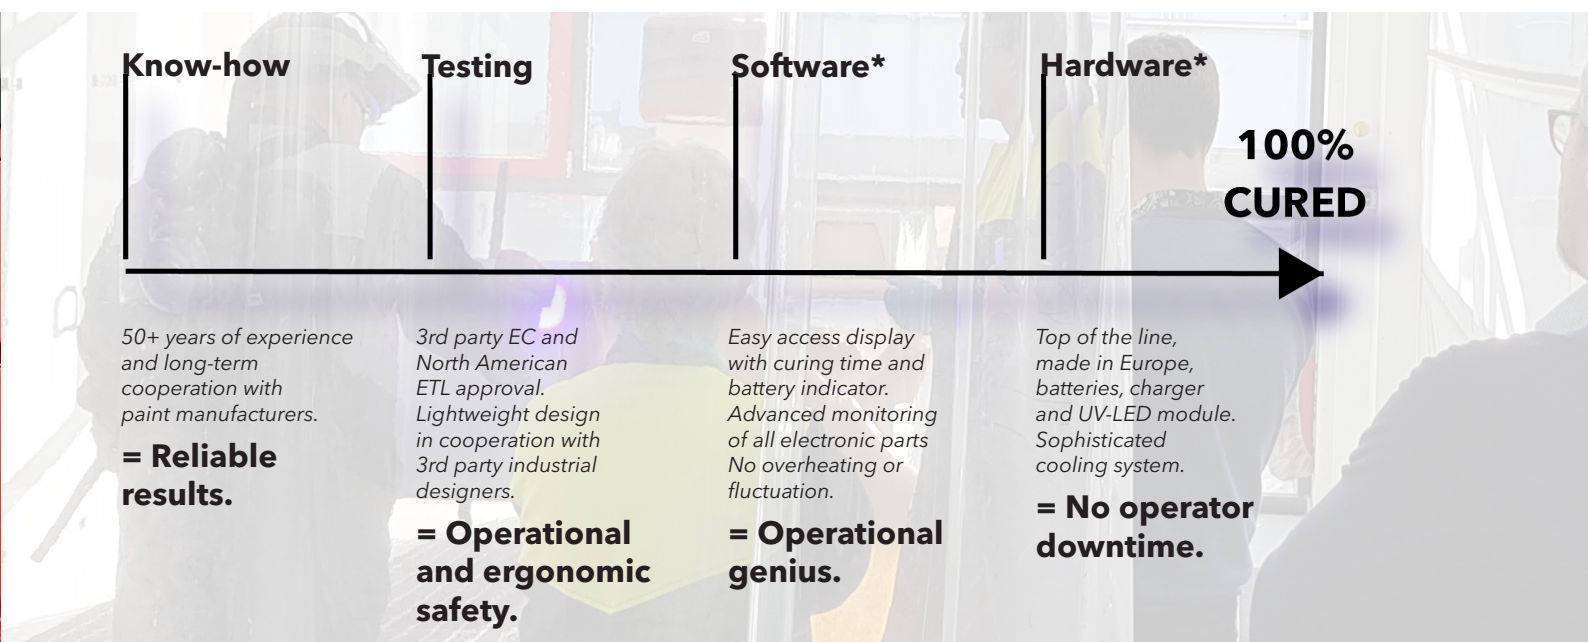 Know-how
50+ years of experience
and long-term
cooperation with
paint manufacturers.
= Reliable
results.
Testing
3rd party EC and
North American
ETL approval.
Lightweight design
in cooperation with
3rd party industrial
designers.
= Operational
and ergonomic
safety.
Software*
Easy access display
with curing time and
battery indicator.
Advanced monitoring
of all electronic parts
No overheating or
fluctuation.
= Operational
genius.
Hardware*
Top of the line,
made in Europe,
batteries, charger
and UV-LED module.
Sophisticated
cooling system.
= No operator
downtime.
100%
CURED